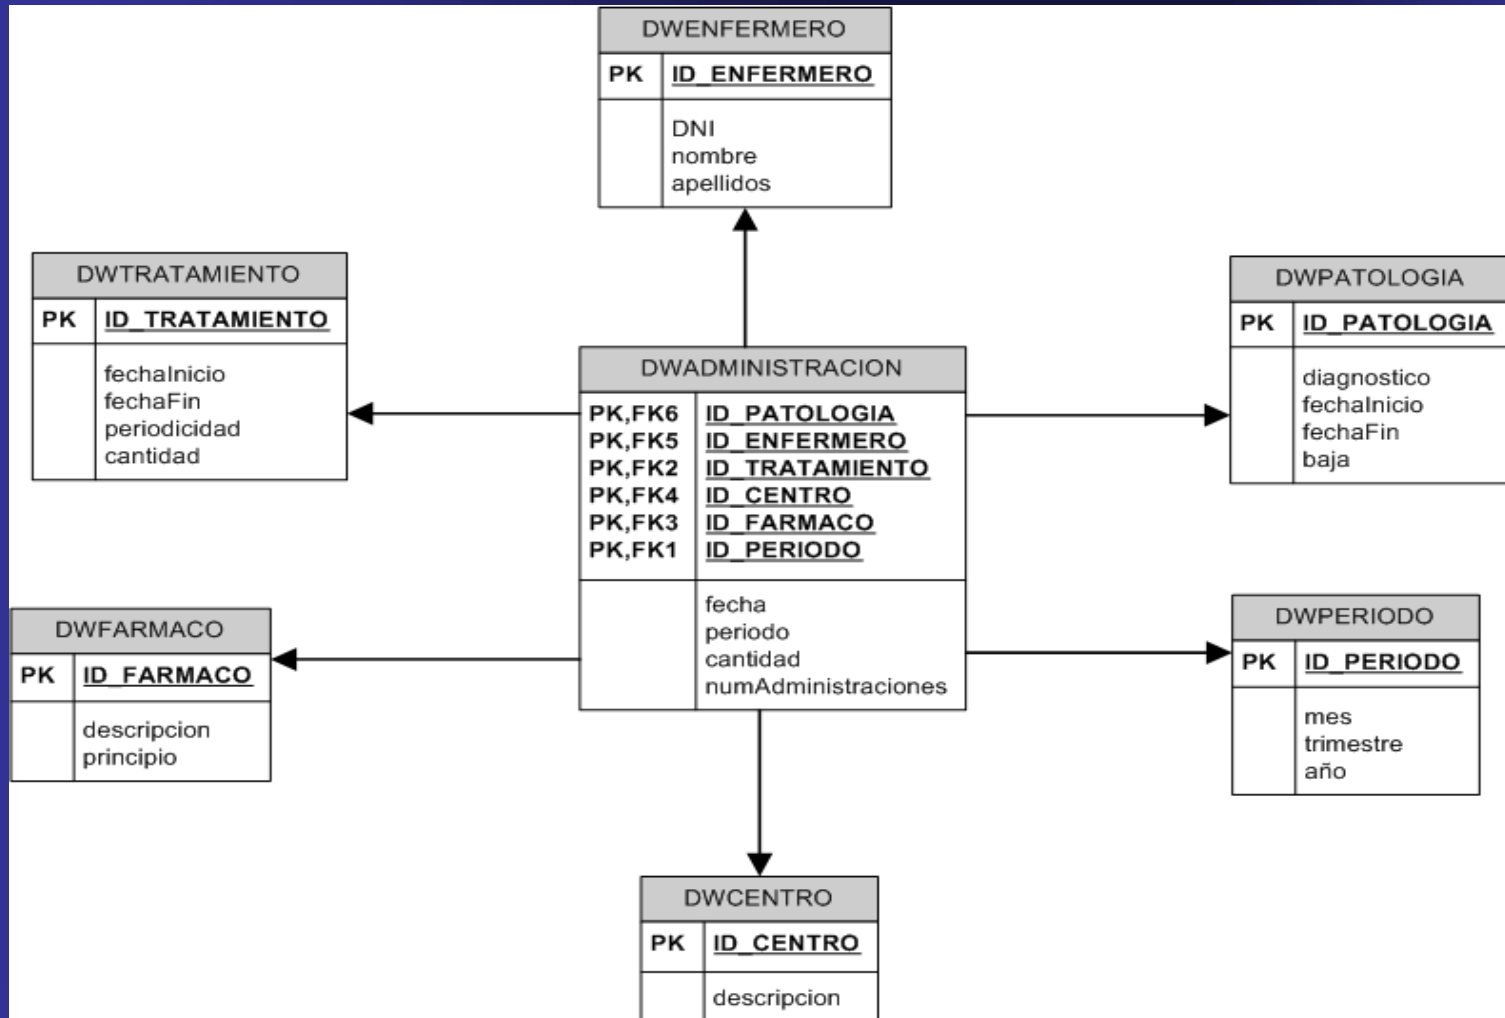 DWENFERMERO
PK ID_ENFERMERO
DNI
nombre
apellidos
DWTRATAMIENTO
PK ID_TRATAMIENTO
fechaInicio
fechaFin
periodicidad
cantidad
DWPATOLOGIA
PK ID_PATOLOGIA
diagnostico
fechaInicio
fechaFin
baja
DWADMINISTRACION
PK,FK6 ID_PATOLOGIA
PK,FK5 ID_ENFERMERO
PK,FK2 ID_TRATAMIENTO
PK,FK4 ID_CENTRO
PK,FK3 ID_FARMACO
PK,FK1 ID_PERIODO
fecha
periodo
cantidad
numAdministraciones
DWFARMACO
PK ID_FARMACO
descripcion
principio
DWPERIODO
PK ID_PERIODO
mes
trimestre
año
DWCENTRO
PK ID_CENTRO
descripcion